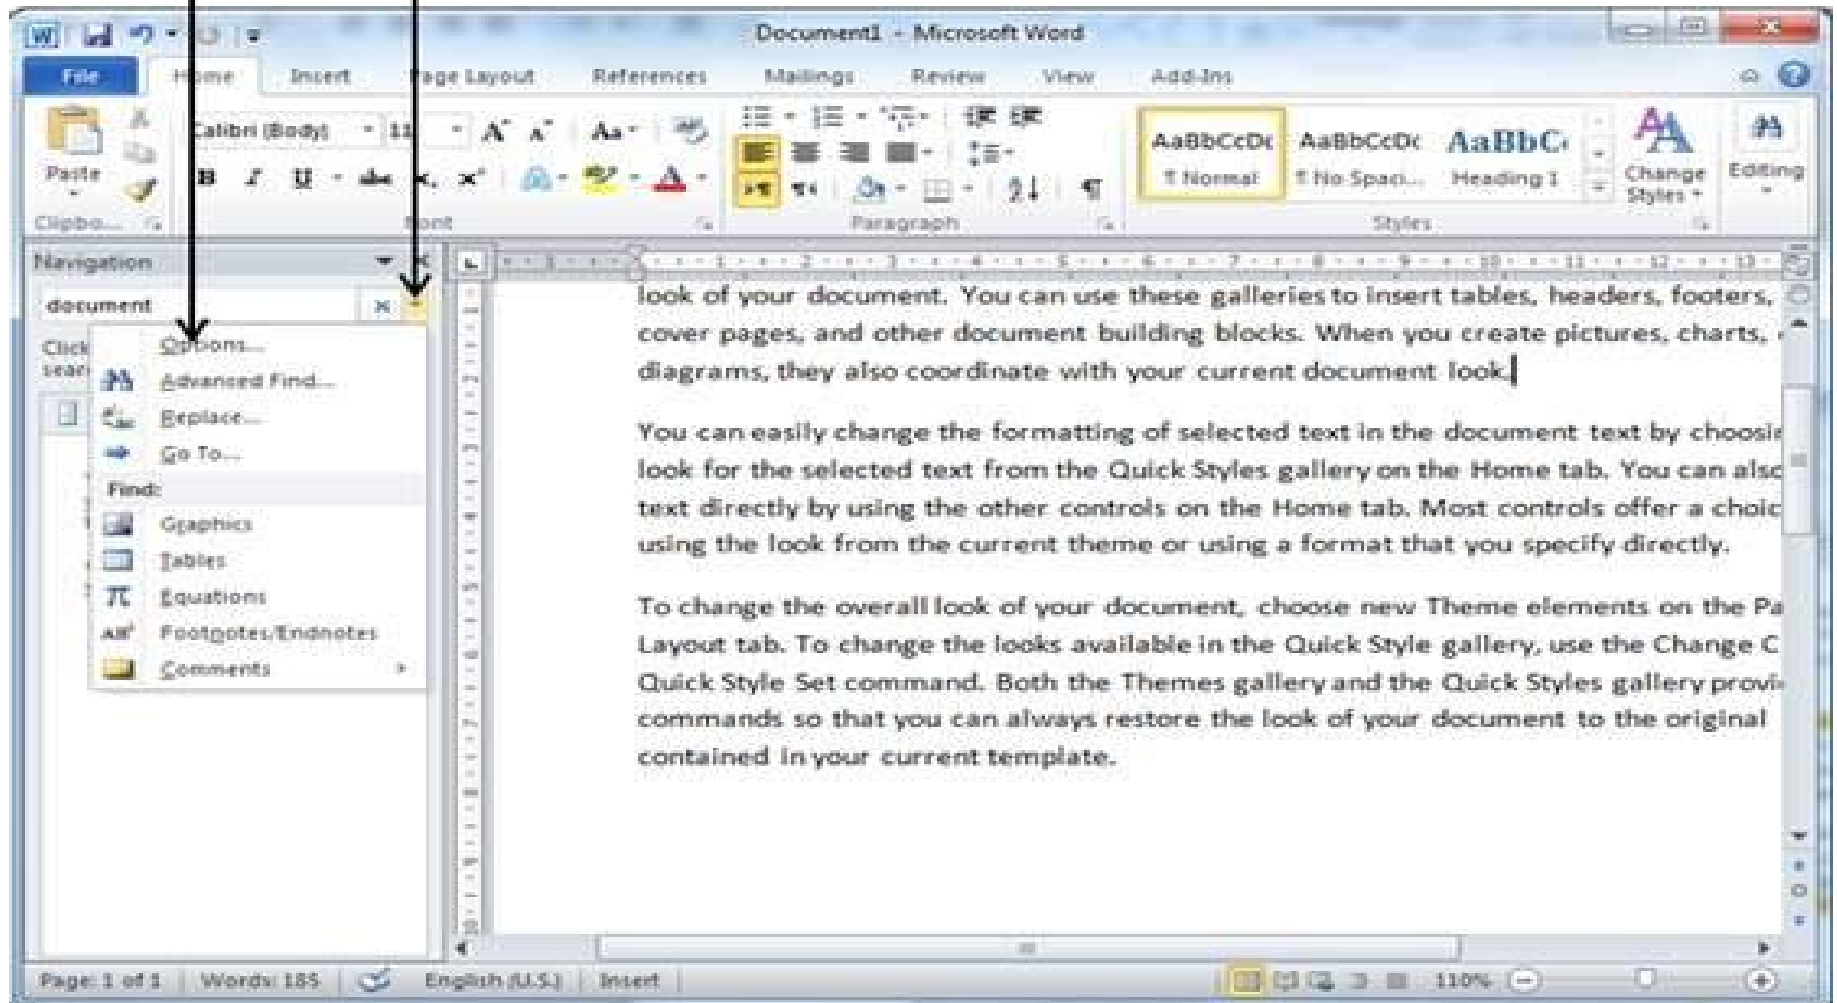 Document1 - Microsoft Word
File Home Insert Page Layout References Mailings Review View Add-Ins
Calibri (Body) 11 A A Aa
AaBbCcDc AaBbCcDc AaBbC
Paste
B I U abc x, x² A
¶ Normal ¶ No Spaci... Heading 1
Change Styles
Editing
Clipbo... Font Paragraph Styles
Navigation
document
Click
sear
Options...
Advanced Find...
Replace...
Go To...
Find:
Graphics
Tables
Equations
Footnotes/Endnotes
Comments
look of your document. You can use these galleries to insert tables, headers, footers,
cover pages, and other document building blocks. When you create pictures, charts,
diagrams, they also coordinate with your current document look.
You can easily change the formatting of selected text in the document text by choosin
look for the selected text from the Quick Styles gallery on the Home tab. You can also
text directly by using the other controls on the Home tab. Most controls offer a choic
using the look from the current theme or using a format that you specify directly.
To change the overall look of your document, choose new Theme elements on the Pa
Layout tab. To change the looks available in the Quick Style gallery, use the Change C
Quick Style Set command. Both the Themes gallery and the Quick Styles gallery provi
commands so that you can always restore the look of your document to the original
contained in your current template.
Page: 1 of 1 Words: 185 English (U.S.) Insert 110%